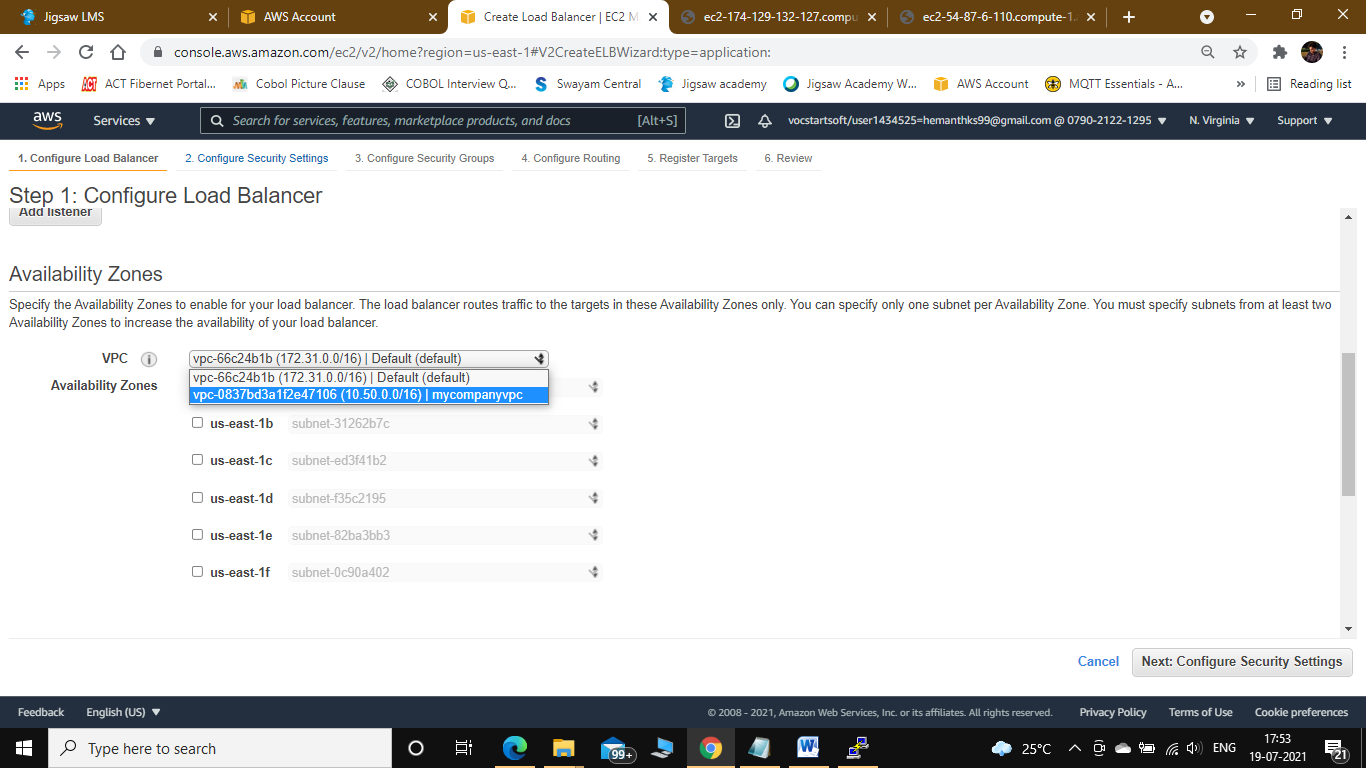 Jigsaw LMS
AWS Account
Create Load Balancer | EC2 M
ec2-174-129-132-127.compu
ec2-54-87-6-110.compute-1.
console.aws.amazon.com/ec2/v2/home?region=us-east-1#V2CreateELBWizard:type=application:
Apps
ACT Fibernet Portal...
Cobol Picture Clause
COBOL Interview Q...
Swayam Central
Jigsaw academy
Jigsaw Academy W...
AWS Account
MQTT Essentials - A...
»
Reading list
aws
Services
Search for services, features, marketplace products, and docs
[Alt+S]
vocstartsoft/user1434525=hemanthks99@gmail.com @ 0790-2122-1295
N. Virginia
Support
1. Configure Load Balancer
2. Configure Security Settings
3. Configure Security Groups
4. Configure Routing
5. Register Targets
6. Review
Step 1: Configure Load Balancer
Add listener
Availability Zones
Specify the Availability Zones to enable for your load balancer. The load balancer routes traffic to the targets in these Availability Zones only. You can specify only one subnet per Availability Zone. You must specify subnets from at least two
Availability Zones to increase the availability of your load balancer.
VPC
vpc-66c24b1b (172.31.0.0/16) | Default (default)
vpc-66c24b1b (172.31.0.0/16) | Default (default)
Availability Zones
vpc-0837bd3a1f2e47106 (10.50.0.0/16) | mycompanyvpc
us-east-1b subnet-31262b7c
us-east-1c subnet-ed3f41b2
us-east-1d subnet-f35c2195
us-east-1e subnet-82ba3bb3
us-east-1f subnet-0c90a402
Cancel
Next: Configure Security Settings
Feedback
English (US)
© 2008 - 2021, Amazon Web Services, Inc. or its affiliates. All rights reserved.
Privacy Policy
Terms of Use
Cookie preferences
Type here to search
99+
25°C
ENG
17:53
19-07-2021
21